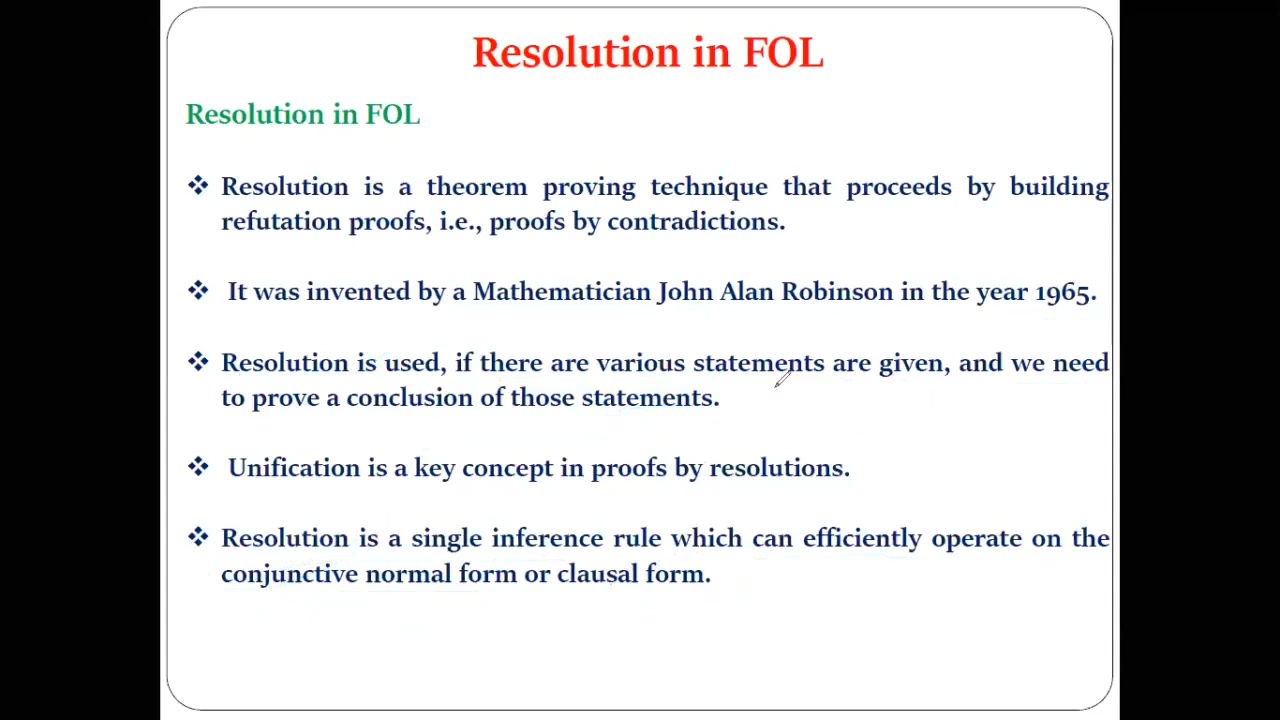 Resolution in FOL
Resolution in FOL
❖ Resolution is a theorem proving technique that proceeds by building
refutation proofs, i.e., proofs by contradictions.
❖ It was invented by a Mathematician John Alan Robinson in the year 1965.
❖ Resolution is used, if there are various statements are given, and we need
to prove a conclusion of those statements.
❖ Unification is a key concept in proofs by resolutions.
❖ Resolution is a single inference rule which can efficiently operate on the
conjunctive normal form or clausal form.